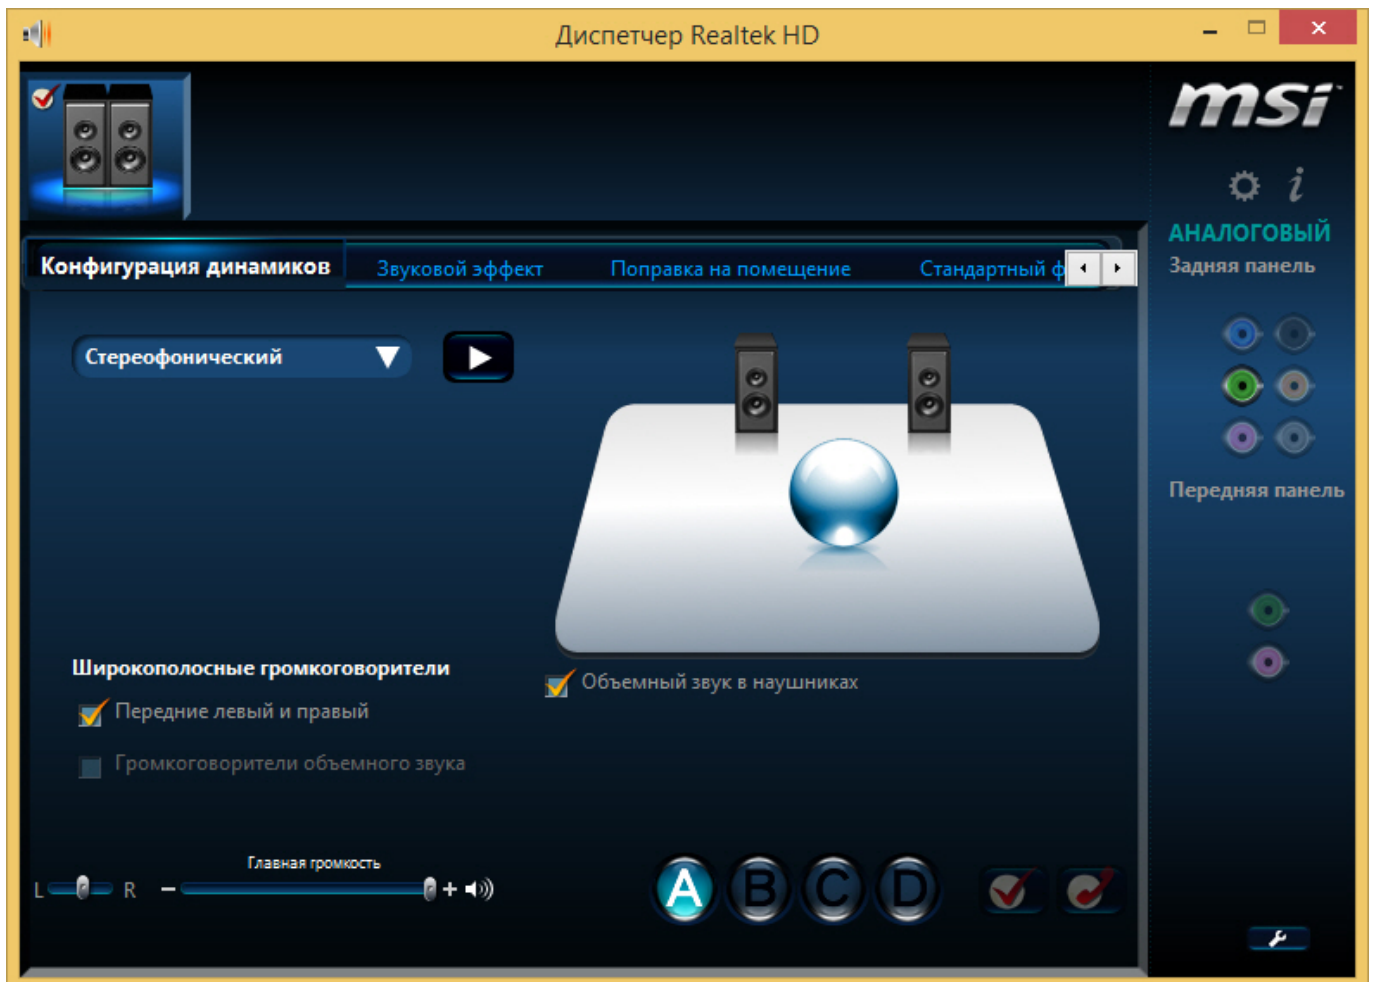 Диспетчер Realtek HD
msi
i
АНАЛОГОВЫЙ
Конфигурация динамиков
Звуковой эффект
Поправка на помещение
Стандартный ф
Задняя панель
Стереофонический
Передняя панель
Широкополосные громкоговорители
Объемный звук в наушниках
Передние левый и правый
Громкоговорители объемного звука
Главная громкость
L R - +
A B C D